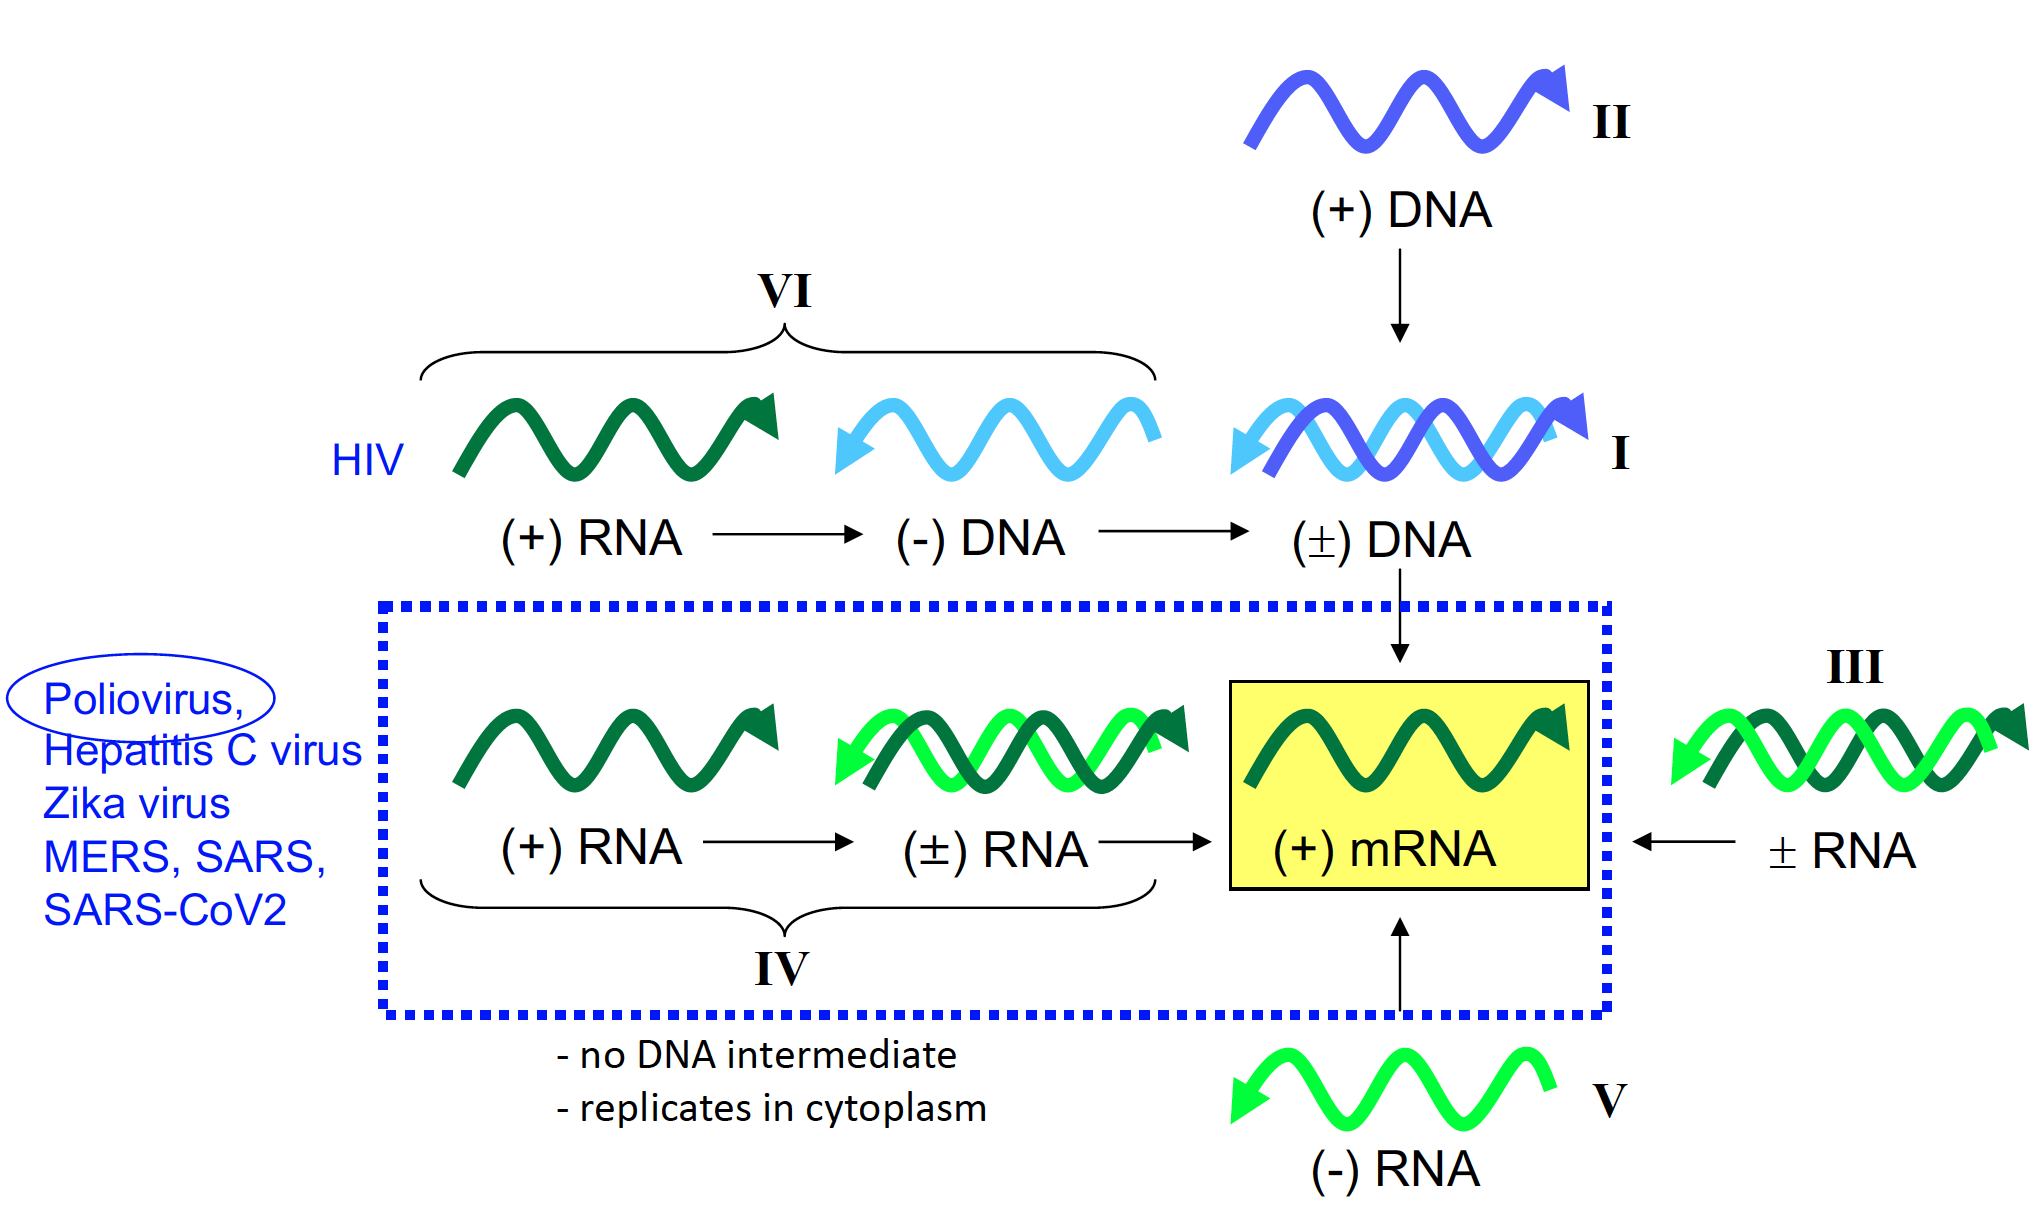 II
(+) DNA
VI
HIV
I
(+) RNA
(-) DNA
(±) DNA
Poliovirus,
Hepatitis C virus
Zika virus
MERS, SARS,
SARS-CoV2
III
(+) RNA
(±) RNA
(+) mRNA
± RNA
IV
- no DNA intermediate
- replicates in cytoplasm
V
(-) RNA